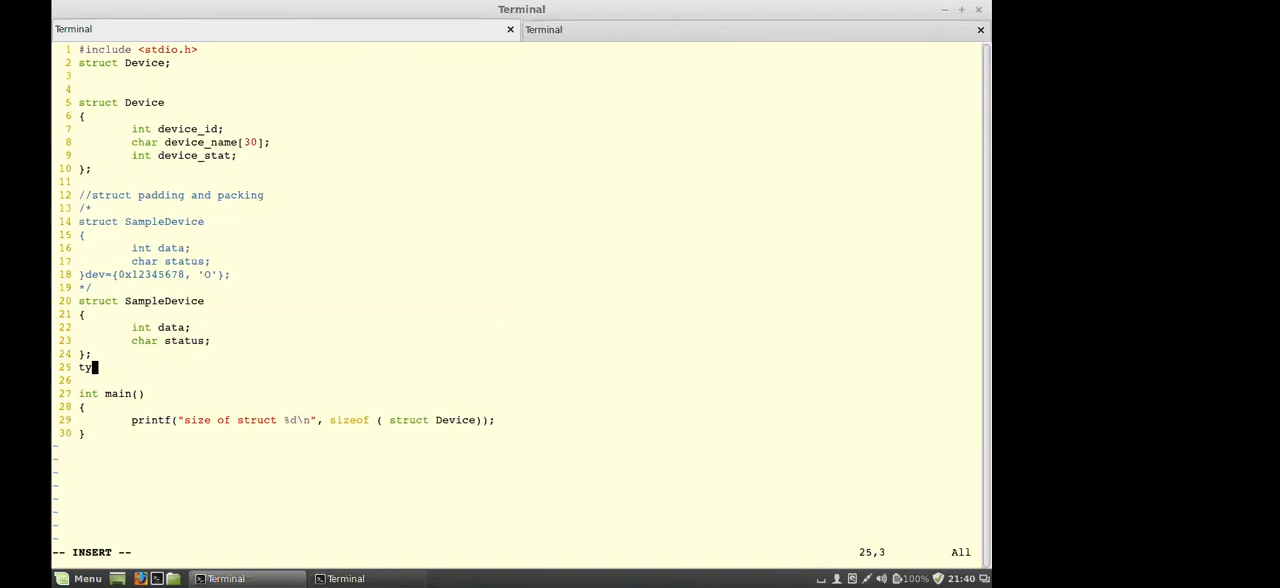 Terminal
Terminal
Terminal
1 #include <stdio.h>
2 struct Device;
3
4
5 struct Device
6 {
7 int device_id;
8 char device_name[30];
9 int device_stat;
10 };
11
12 //struct padding and packing
13 /*
14 struct SampleDevice
15 {
16 int data;
17 char status;
18 }dev={0x12345678, 'O'};
19 */
20 struct SampleDevice
21 {
22 int data;
23 char status;
24 };
25 ty
26
27 int main()
28 {
29 printf("size of struct %d\n", sizeof ( struct Device));
30 }
~
~
~
~
~
~
~
~
-- INSERT -- 25,3 All
Menu Terminal Terminal 100% 21:40